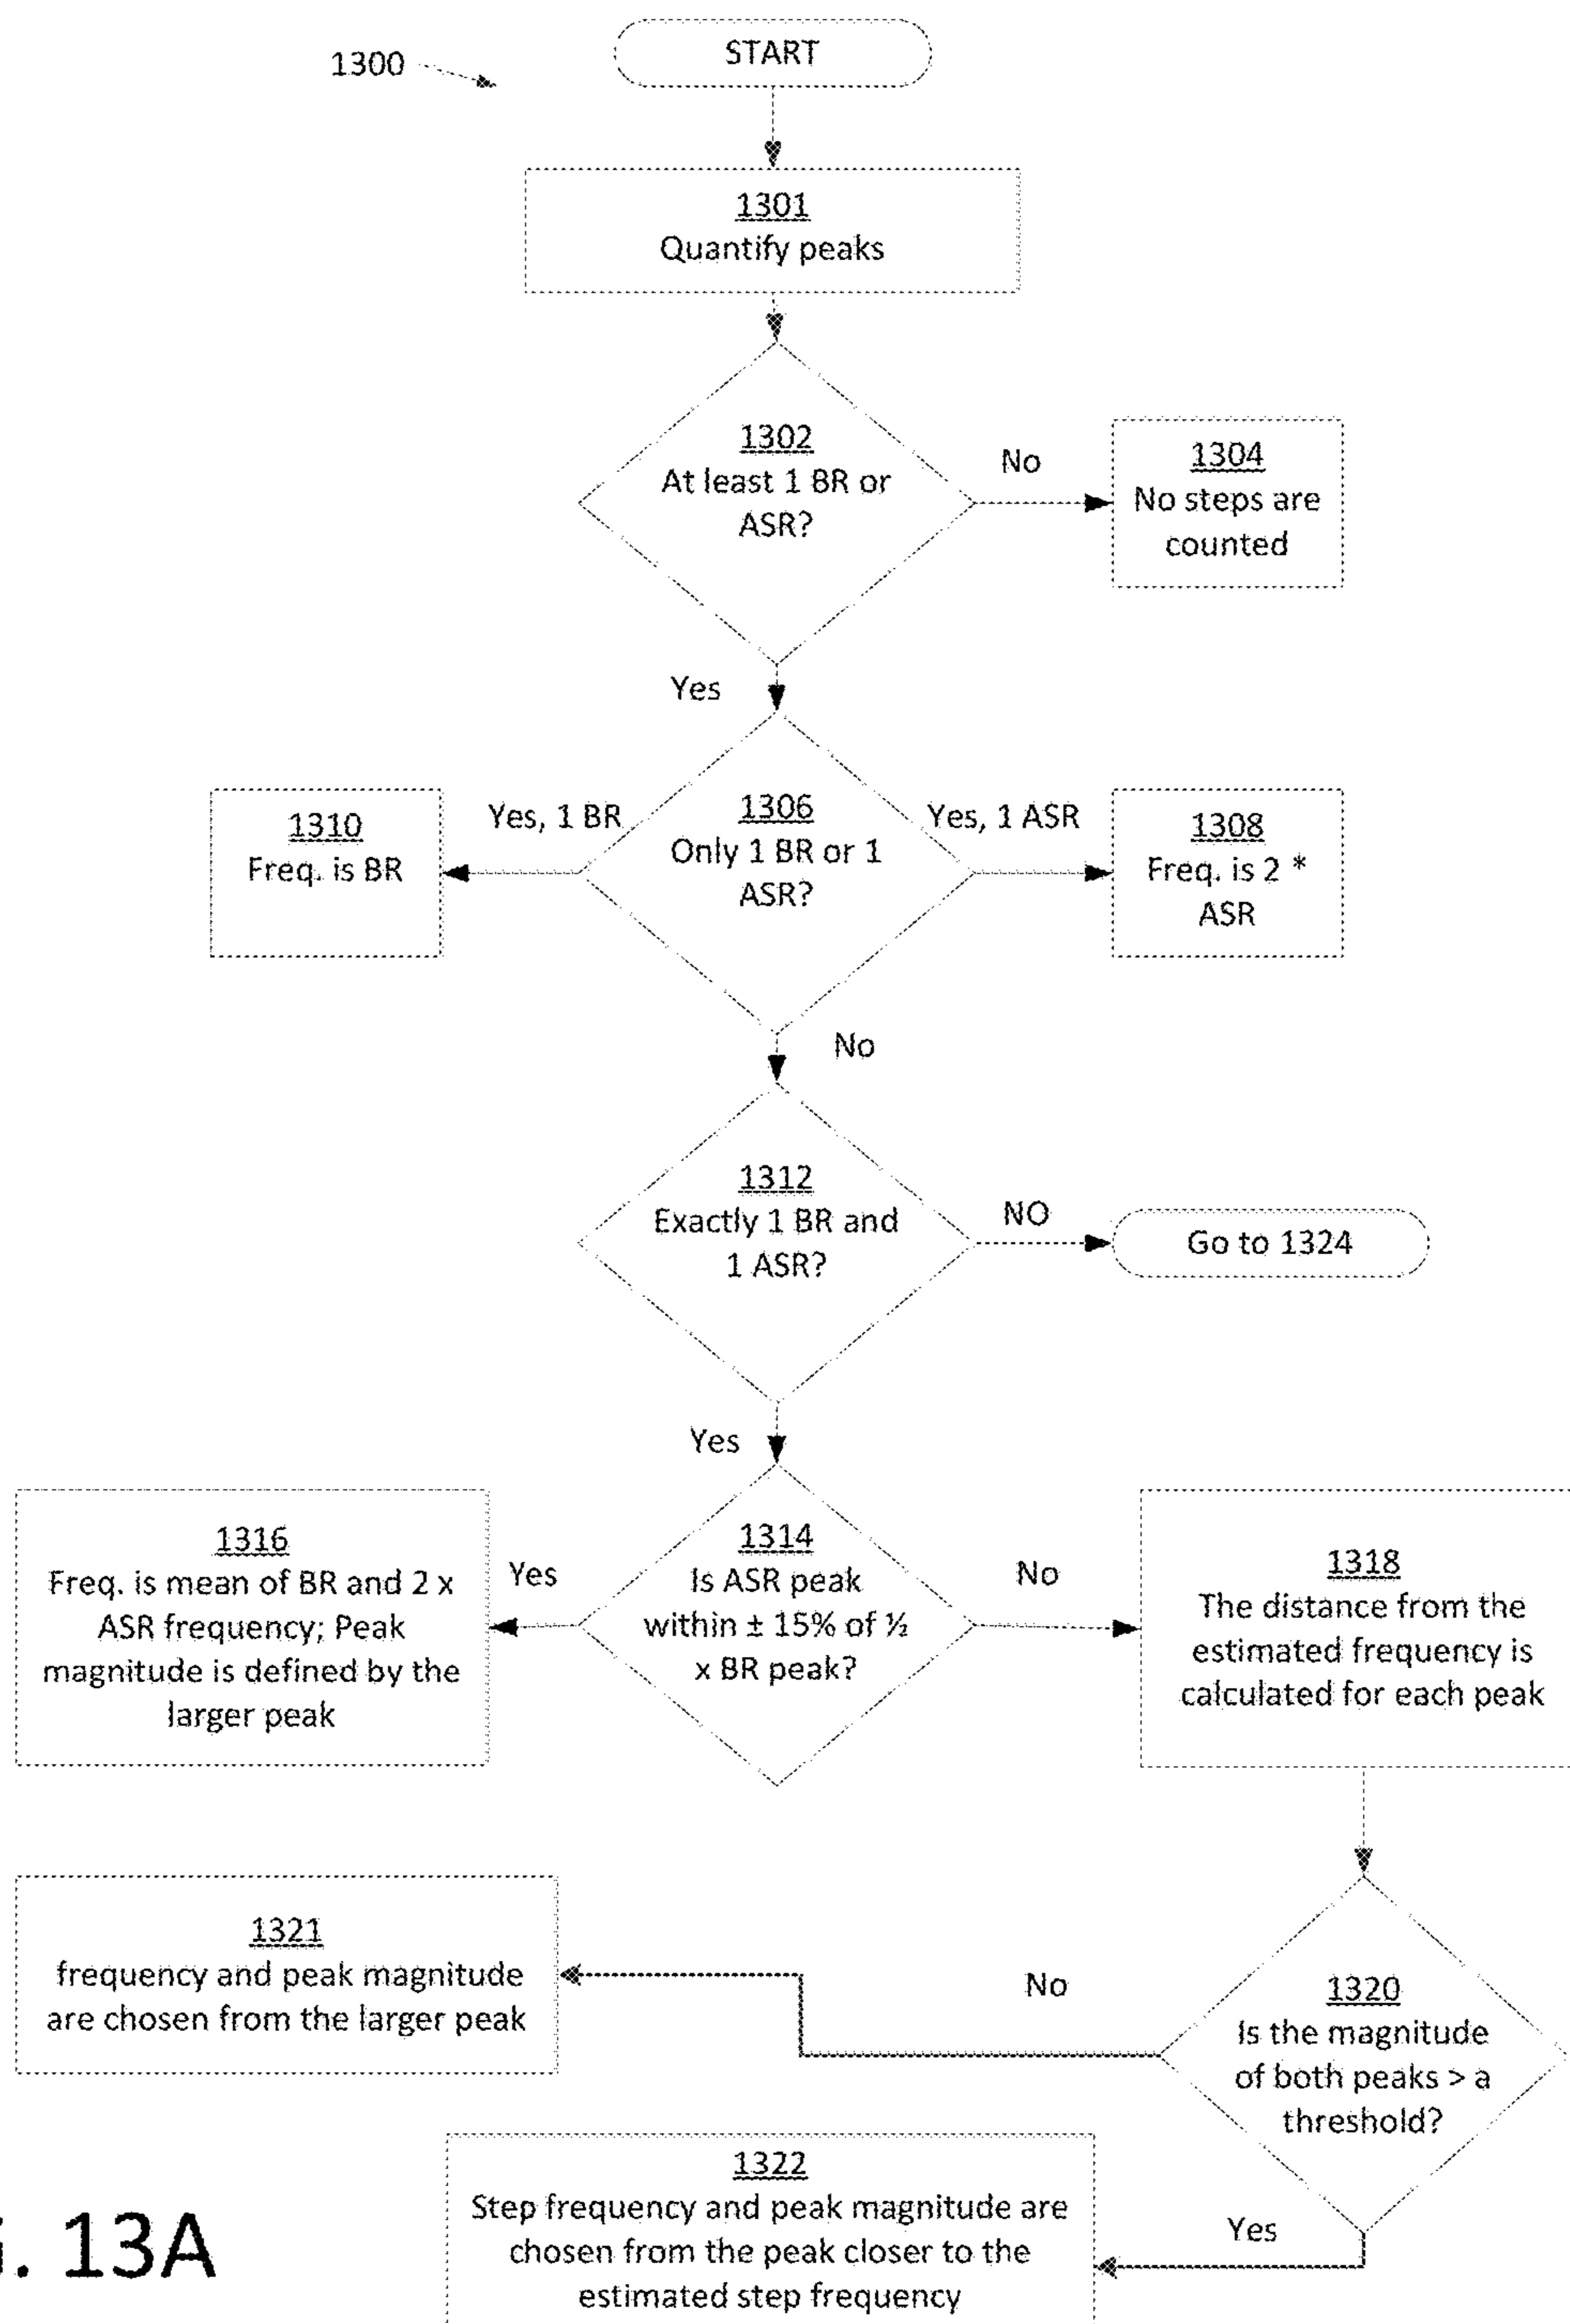 1300
START
1301
Quantify peaks
1302
At least 1 BR or
ASR?
No
1304
No steps are
counted
Yes
1310
Freq. is BR
Yes, 1 BR
1306
Only 1 BR or 1
ASR?
Yes, 1 ASR
1308
Freq. is 2 *
ASR
No
1312
Exactly 1 BR and
1 ASR?
NO
Go to 1324
Yes
1316
Freq. is mean of BR and 2 x
ASR frequency; Peak
magnitude is defined by the
larger peak
Yes
1314
Is ASR peak
within ± 15% of ½
x BR peak?
No
1318
The distance from the
estimated frequency is
calculated for each peak
1321
frequency and peak magnitude
are chosen from the larger peak
No
1320
Is the magnitude
of both peaks > a
threshold?
1322
Step frequency and peak magnitude are
chosen from the peak closer to the
estimated step frequency
Yes
. 13A